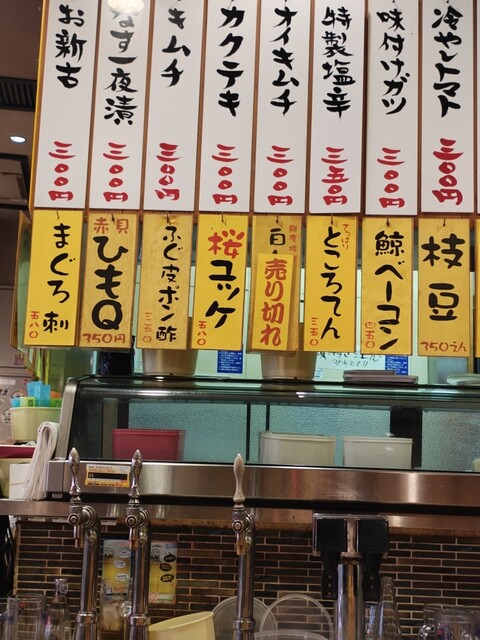 冷やしトマト
三〇〇円
味付けガツ
三〇〇円
特製塩辛
三五〇円
オイキムチ
三〇〇円
カクテキ
三〇〇円
キムチ
三〇〇円
なす一夜漬
三〇〇円
お新古
三〇〇円
枝豆
350えん
鯨ベーコン
四五〇
さっぱり
ところてん
三五〇
売り切れ
桜ユッケ
五八〇
ふぐ皮ポン酢
三五〇
赤貝
ひもQ
350円
まぐろ刺
五八〇